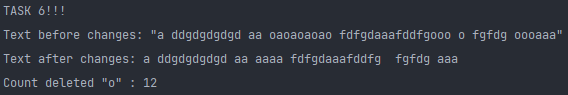 TASK 6!!!
Text before changes: "a ddgdgdgdgd aa oaoaoaoao fdfgdaaafddfgooo o fgfdg oooaaa"
Text after changes: a ddgdgdgdgd aa aaaa fdfgdaaafddfg  fgfdg aaa
Count deleted "o" : 12